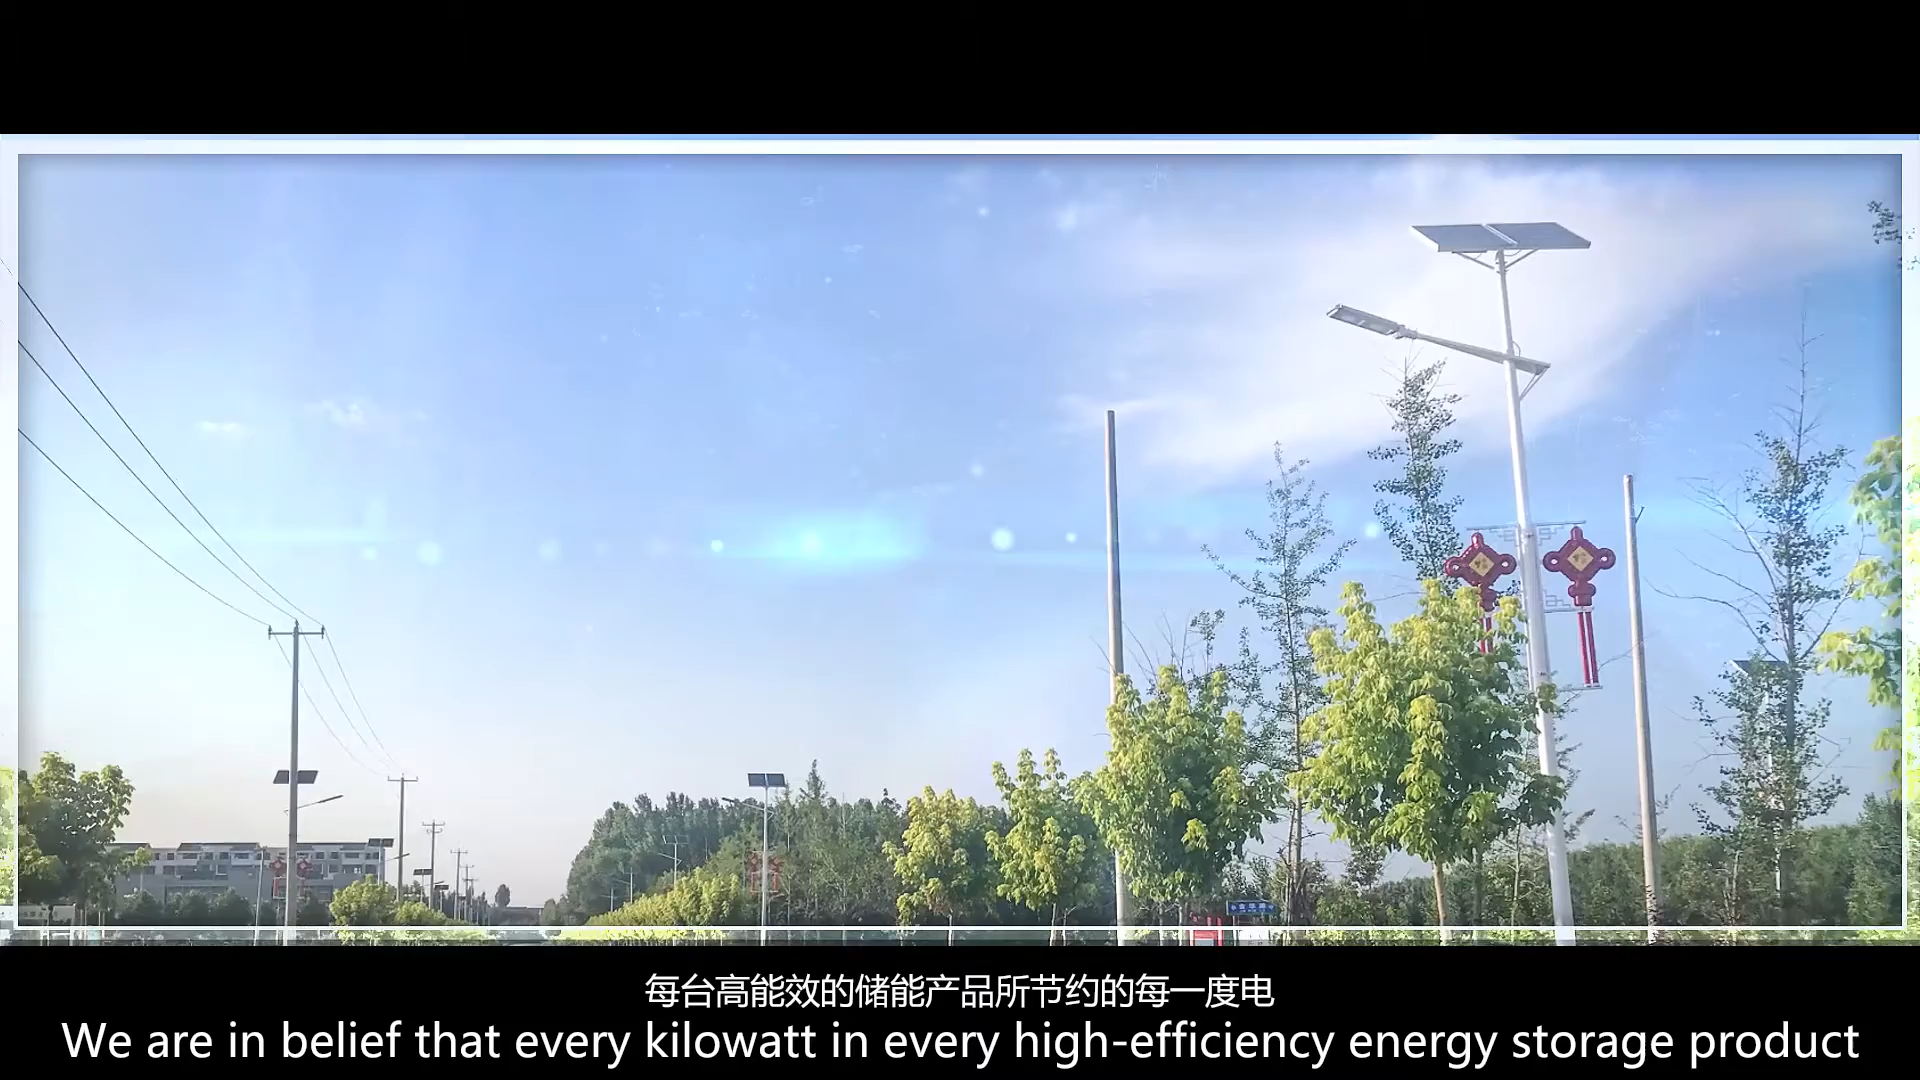 每台高能效的储能产品所节约的每一度电
We are in belief that every kilowatt in every high-efficiency energy storage product